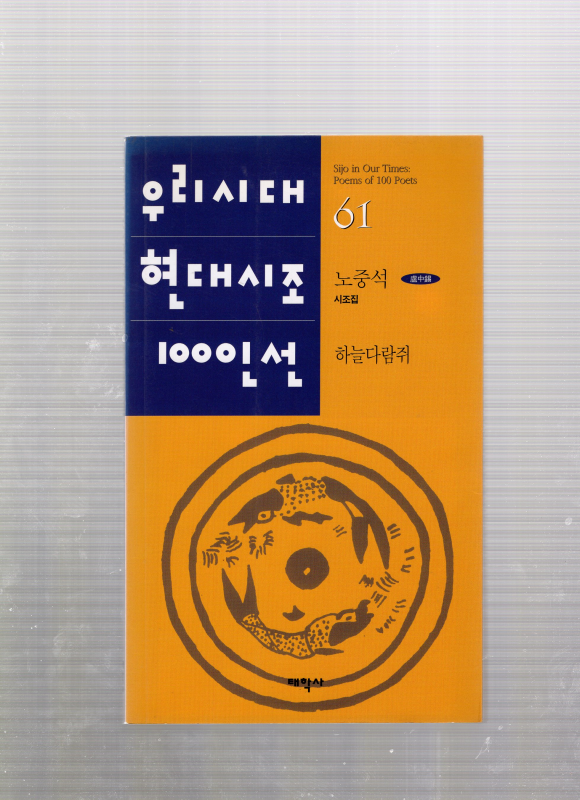 우리시대
현대시조
100인선
Sijo in Our Times:
Poems of 100 Poets
61
노중석 盧中錫
시조집
하늘다람쥐
태학사